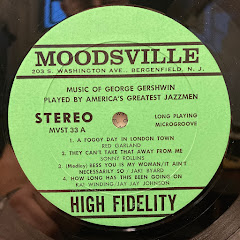 MOODSVILLE
203 S. WASHINGTON AVE., BERGENFIELD, N. J.
MUSIC OF GEORGE GERSHWIN
PLAYED BY AMERICA'S GREATEST JAZZMEN
STEREO
LONG PLAYING
MVST 33 A
MICROGROOVE
1. A FOGGY DAY IN LONDON TOWN
RED GARLAND
2. THEY CAN'T TAKE THAT AWAY FROM ME
SONNY ROLLINS
3. (Medley) BESS YOU IS MY WOMAN/IT AIN'T
NECESSARILY SO / JAKI BYARD
4. HOW LONG HAS THIS BEEN GOING ON
KAI WINDING/JAY JAY JOHNSON
HIGH FIDELITY